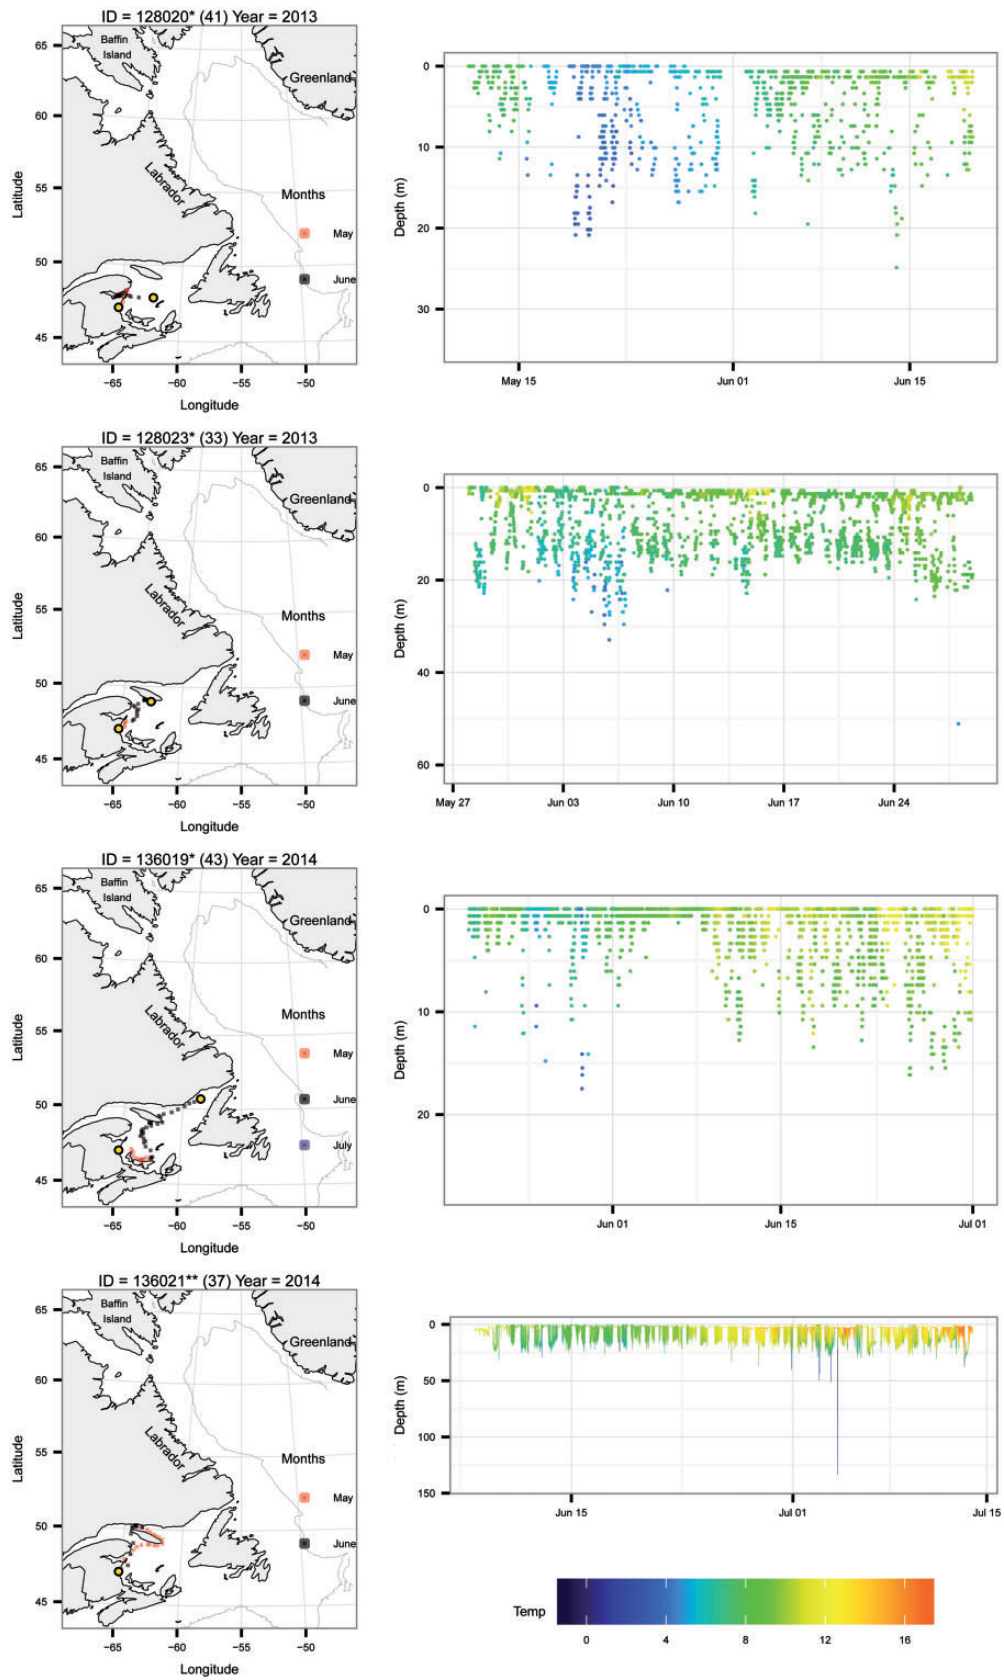 ID = 128020* (41) Year = 2013
65
60
55
50
45
Latitude
Baffin
Island
Greenland
Labrador
Months
May
June
−65
−60
−55
−50
Longitude
0
10
20
30
Depth (m)
May 15
Jun 01
Jun 15
ID = 128023* (33) Year = 2013
65
60
55
50
45
Latitude
Baffin
Island
Greenland
Labrador
Months
May
June
−65
−60
−55
−50
Longitude
0
20
40
60
Depth (m)
May 27
Jun 03
Jun 10
Jun 17
Jun 24
ID = 136019* (43) Year = 2014
65
60
55
50
45
Latitude
Baffin
Island
Greenland
Labrador
Months
May
June
July
−65
−60
−55
−50
Longitude
0
10
20
Depth (m)
Jun 01
Jun 15
Jul 01
ID = 136021** (37) Year = 2014
65
60
55
50
45
Latitude
Baffin
Island
Greenland
Labrador
Months
May
June
−65
−60
−55
−50
Longitude
0
50
100
150
Depth (m)
Jun 15
Jul 01
Jul 15
Temp
0 4 8 12 16